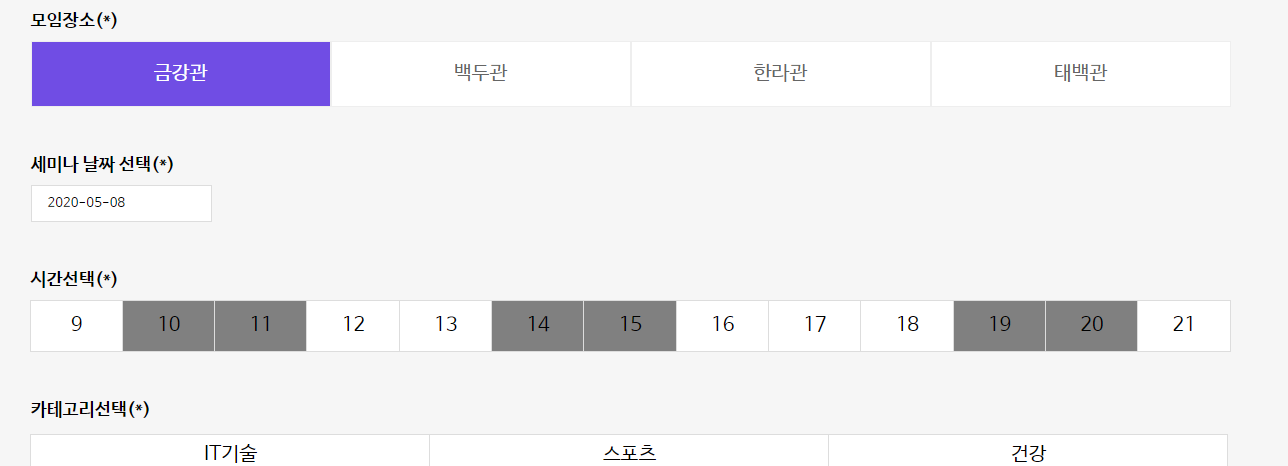 모임장소(*)
금강관 백두관 한라관 태백관
세미나 날짜 선택(*)
2020-05-08
시간선택(*)
9 10 11 12 13 14 15 16 17 18 19 20 21
카테고리선택(*)
IT기술 스포츠 건강